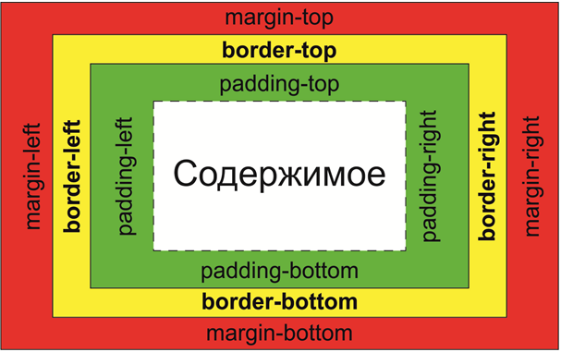 margin-top
border-top
padding-top
margin-left
border-left
padding-left
Содержимое
padding-right
border-right
margin-right
padding-bottom
border-bottom
margin-bottom